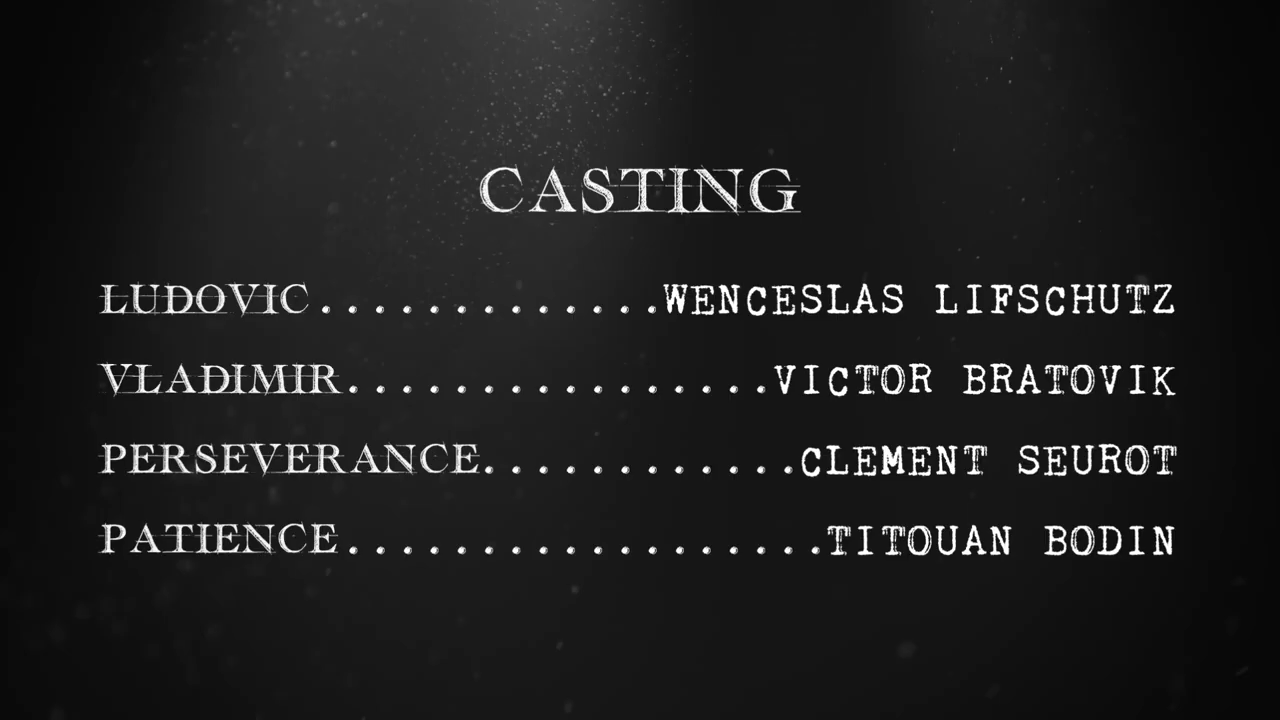 CASTING
LUDOVIC.............WENCESLAS LIFSCHUTZ
VLADIMIR................VICTOR BRATOVIK
PERSEVERANCE............CLEMENT SEUROT
PATIENCE..................TITOUAN BODIN